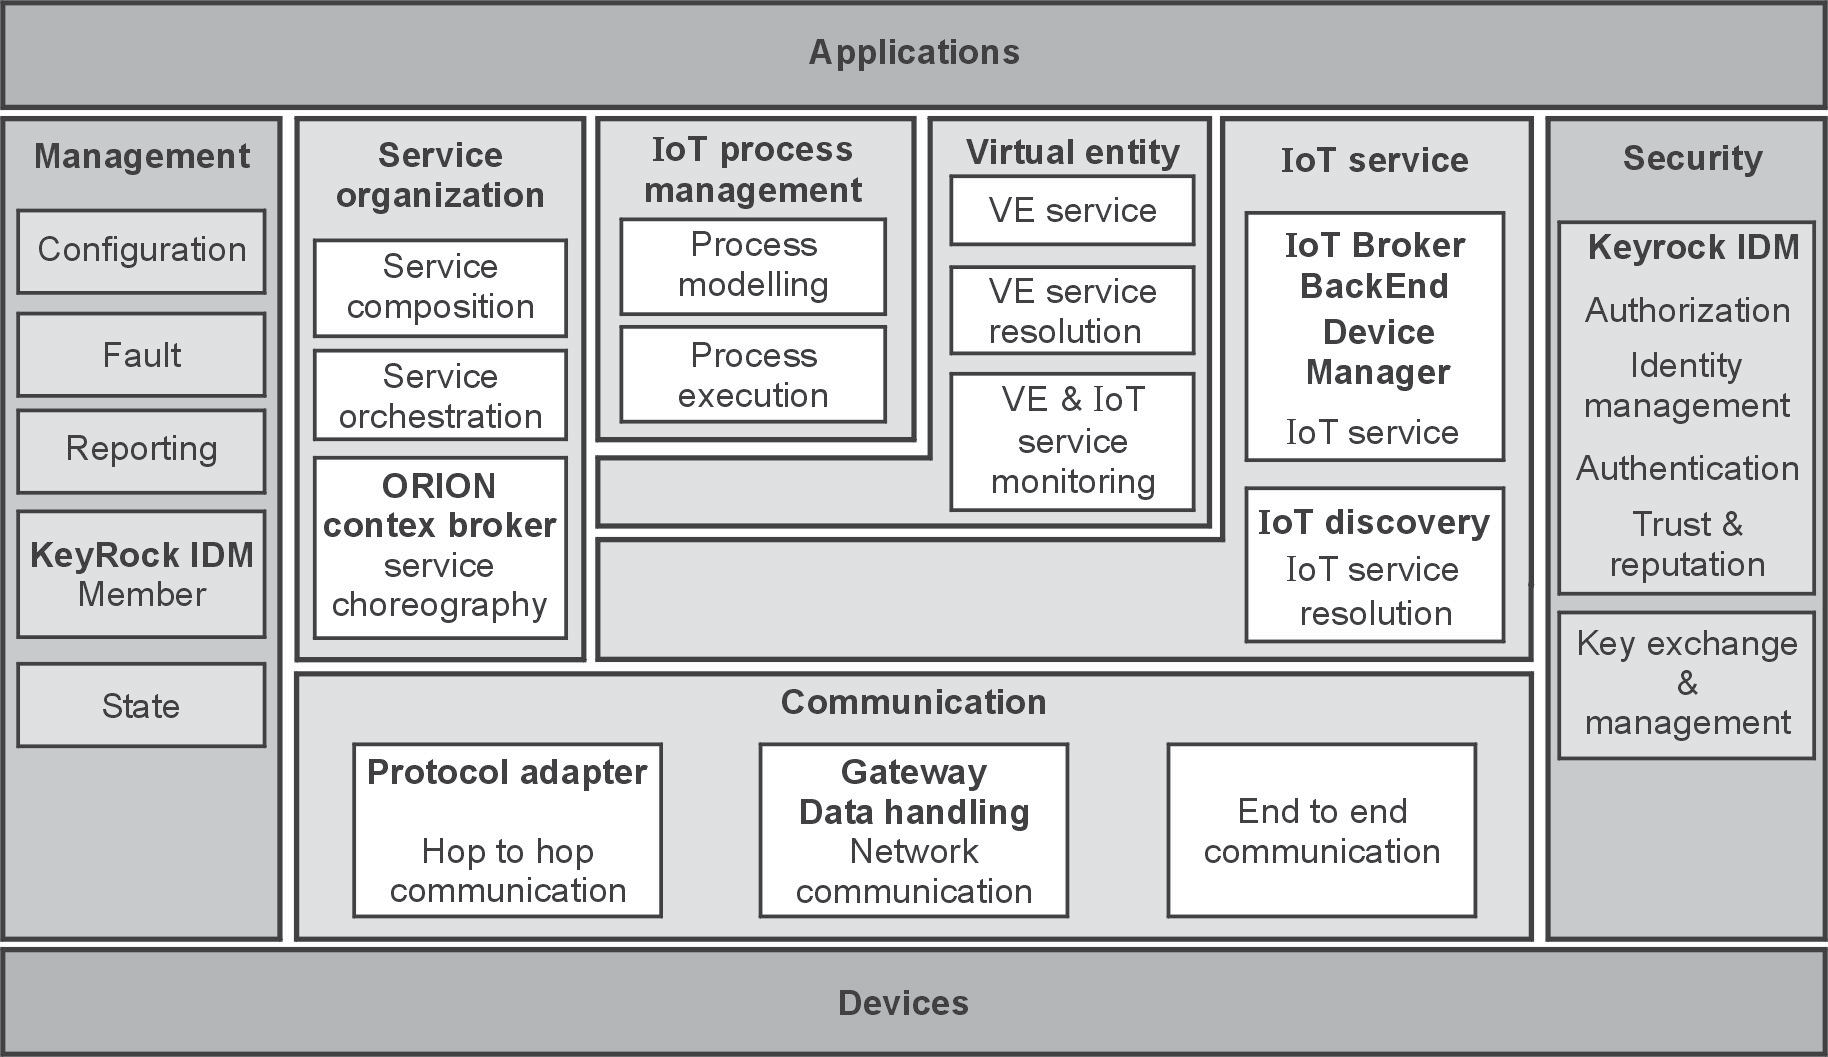 Applications
Management
Configuration
Fault
Reporting
KeyRock IDM
Member
State
Service
organization
Service
composition
Service
orchestration
ORION
contex broker
service
choreography
IoT process
management
Process
modelling
Process
execution
Virtual entity
VE service
VE service
resolution
VE & IoT
service
monitoring
IoT service
IoT Broker
BackEnd
Device
Manager
IoT service
IoT discovery
IoT service
resolution
Security
Keyrock IDM
Authorization
Identity
management
Authentication
Trust &
reputation
Key exchange
&
management
Communication
Protocol adapter
Hop to hop
communication
Gateway
Data handling
Network
communication
End to end
communication
Devices